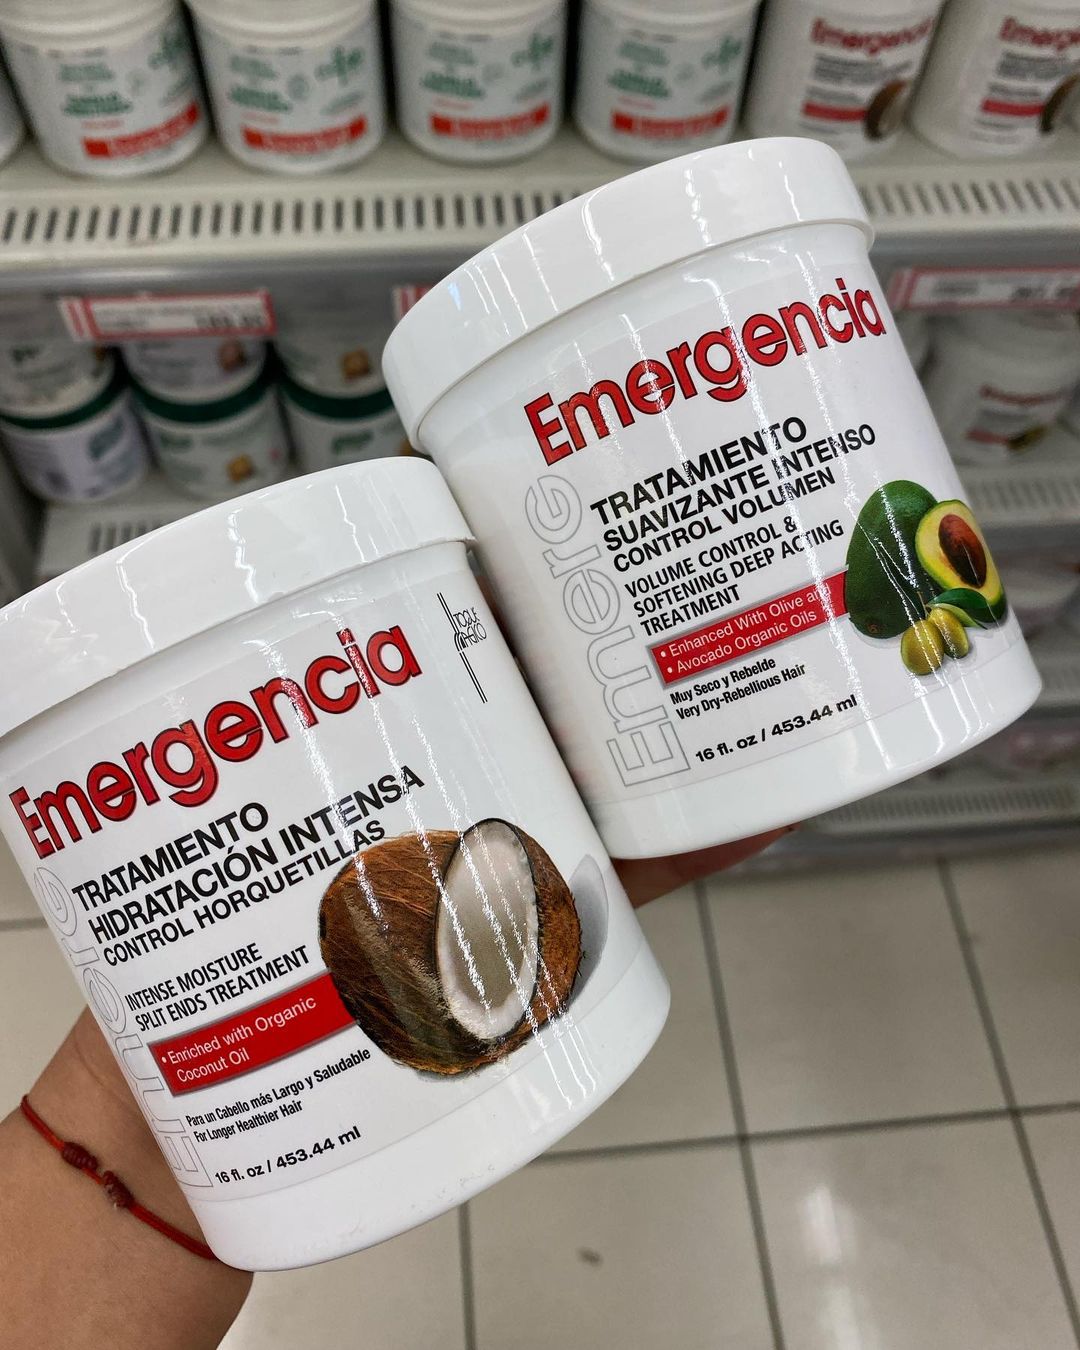 Emergencia
EmerG
TRATAMIENTO
SUAVIZANTE INTENSO
CONTROL VOLUMEN
VOLUME CONTROL &
SOFTENING DEEP ACTING
TREATMENT
• Enhanced With Olive and
• Avocado Organic Oils
Muy Seco y Rebelde
Very Dry-Rebellious Hair
16 fl. oz / 453.44 ml
TOQUE
MAGICO
Emergencia
EmerG
TRATAMIENTO
HIDRATACIÓN INTENSA
CONTROL HORQUETILLAS
INTENSE MOISTURE
SPLIT ENDS TREATMENT
• Enriched with Organic
Coconut Oil
Para un Cabello más Largo y Saludable
For Longer Healthier Hair
16 fl. oz / 453.44 ml
Emergencia